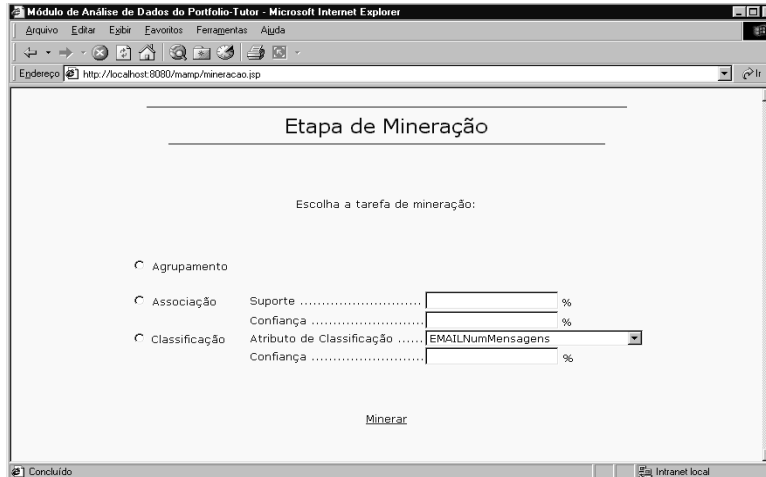 Módulo de Análise de Dados do Portfolio-Tutor - Microsoft Internet Explorer
Arquivo Editar Exibir Favoritos Ferramentas Ajuda
Endereço http://localhost:8080/mamp/mineracao.jsp Ir
Etapa de Mineração
Escolha a tarefa de mineração:
Agrupamento
Associação Suporte ............................ %
Confiança .......................... %
Classificação Atributo de Classificação ...... EMAILNumMensagens
Confiança .......................... %
Minerar
Concluído Intranet local